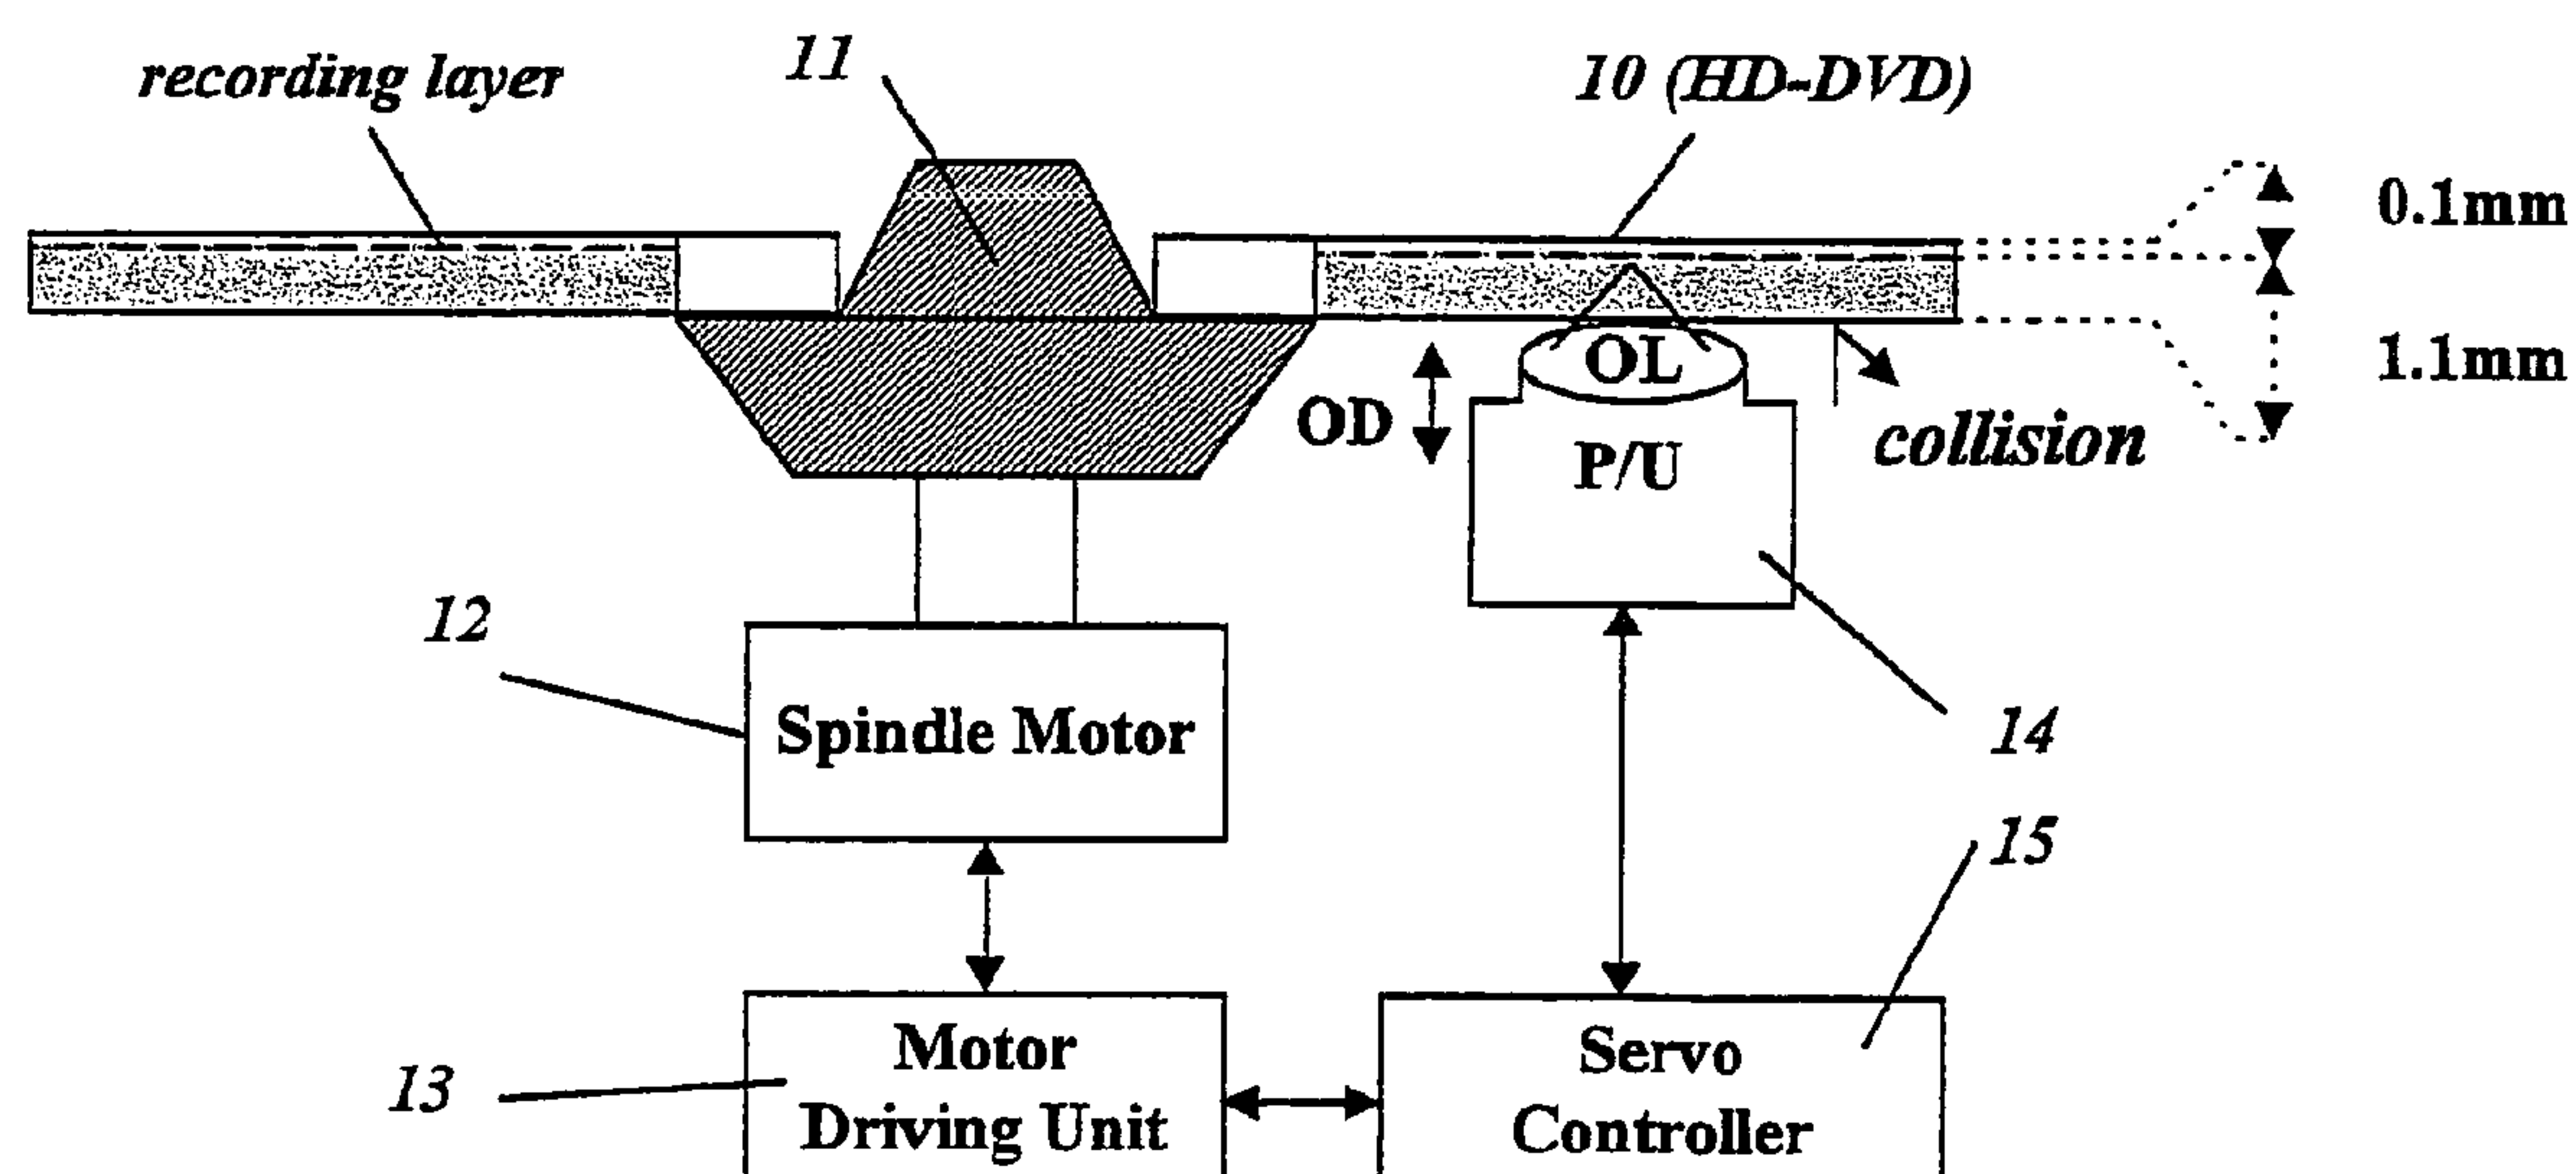 recording layer
11
10 (HD-DVD)
0.1mm
1.1mm
OL
OD
P/U
collision
12
Spindle Motor
14
15
13
Motor
Driving Unit
Servo
Controller